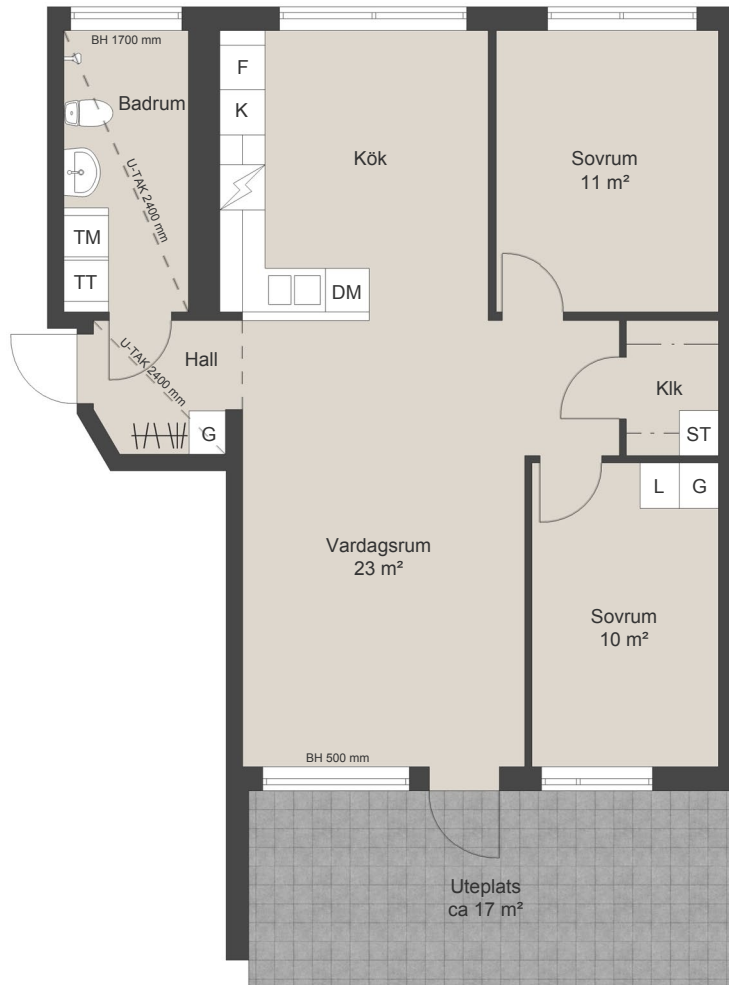 BH 1700 mm
Badrum
U-TAK 2400 mm
TM
TT
F
K
Kök
DM
Sovrum
11 m²
Hall
U-TAK 2400 mm
G
Klk
ST
L
G
Vardagsrum
23 m²
Sovrum
10 m²
BH 500 mm
Uteplats
ca 17 m²